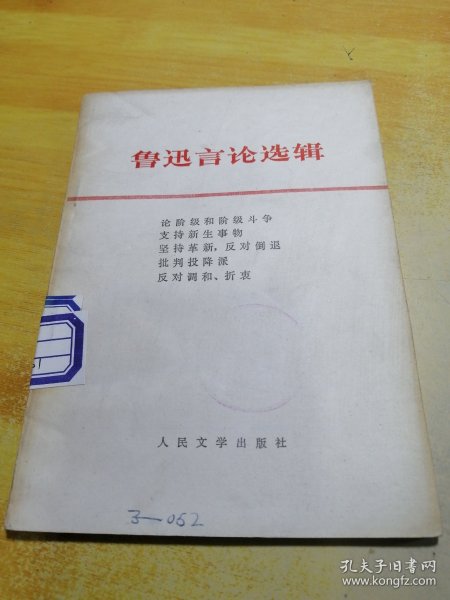 鲁迅言论选辑
论阶级和阶级斗争
支持新生事物
坚持革新，反对倒退
批判投降派
反对调和、折衷
人民文学出版社
3—052
孔夫子旧书网
www.kongfz.com